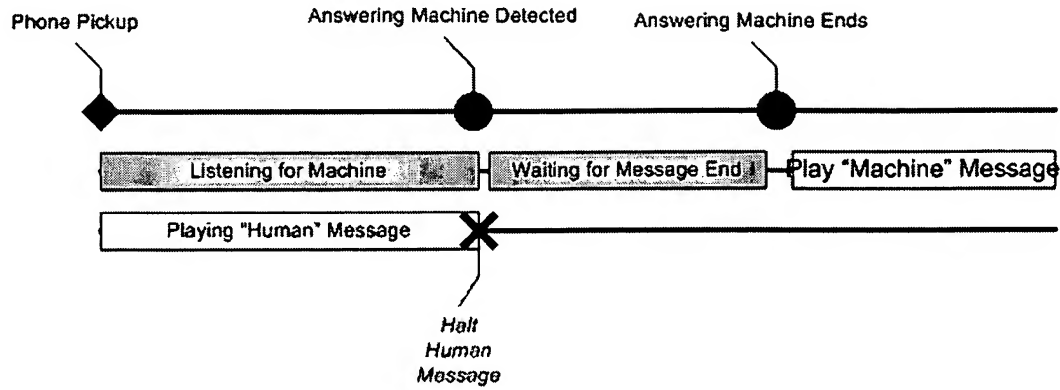 Phone Pickup
Answering Machine Detected
Answering Machine Ends
Listening for Machine
Waiting for Message End
Play "Machine" Message
Playing "Human" Message
Halt
Human
Message